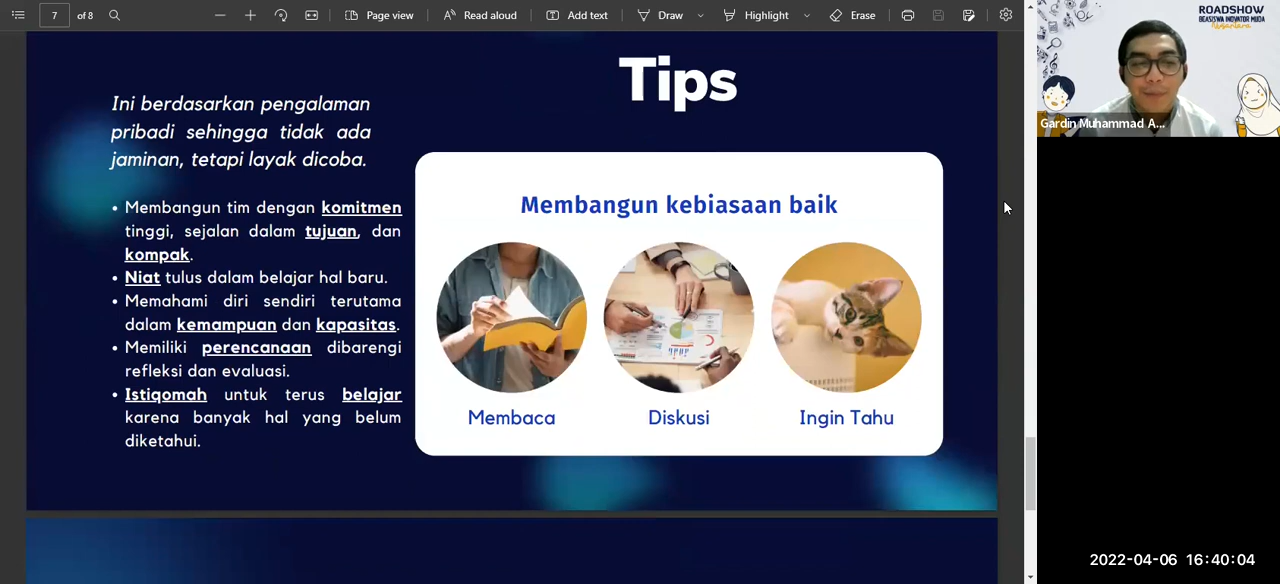 7 of 8 Page view Read aloud Add text Draw Highlight Erase
Tips
Ini berdasarkan pengalaman
pribadi sehingga tidak ada
jaminan, tetapi layak dicoba.
• Membangun tim dengan komitmen
tinggi, sejalan dalam tujuan, dan
kompak.
• Niat tulus dalam belajar hal baru.
• Memahami diri sendiri terutama
dalam kemampuan dan kapasitas.
• Memiliki perencanaan dibarengi
refleksi dan evaluasi.
• Istiqomah untuk terus belajar
karena banyak hal yang belum
diketahui.
Membangun kebiasaan baik
Membaca
Diskusi
Ingin Tahu
ROADSHOW
BEASISWA INOVATOR MUDA
Nusantara
Gardin Muhammad A...
2022-04-06 16:40:04